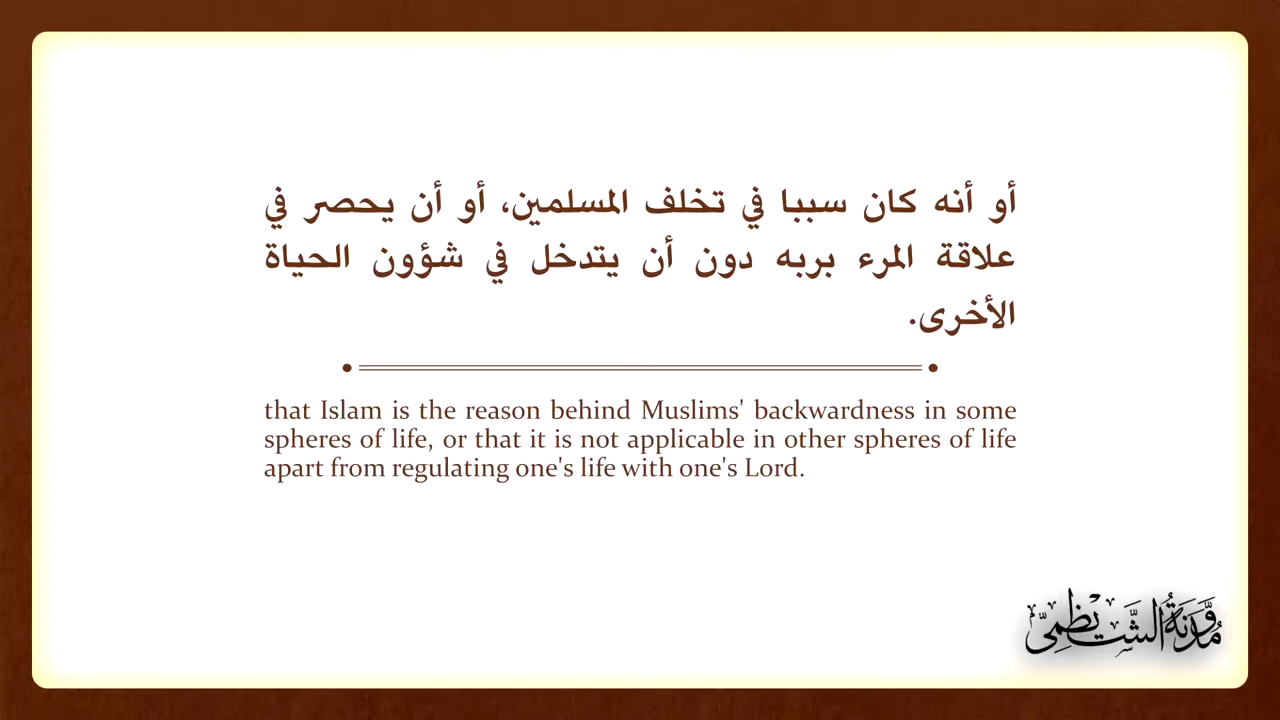 أو أنه كان سببا في تخلف المسلمين، أو أن يحصر في
علاقة المرء بربه دون أن يتدخل في شؤون الحياة
الأخرى.
that Islam is the reason behind Muslims' backwardness in some
spheres of life, or that it is not applicable in other spheres of life
apart from regulating one's life with one's Lord.
مُدَوَّنَةُ الشَّيَظَمِيّ